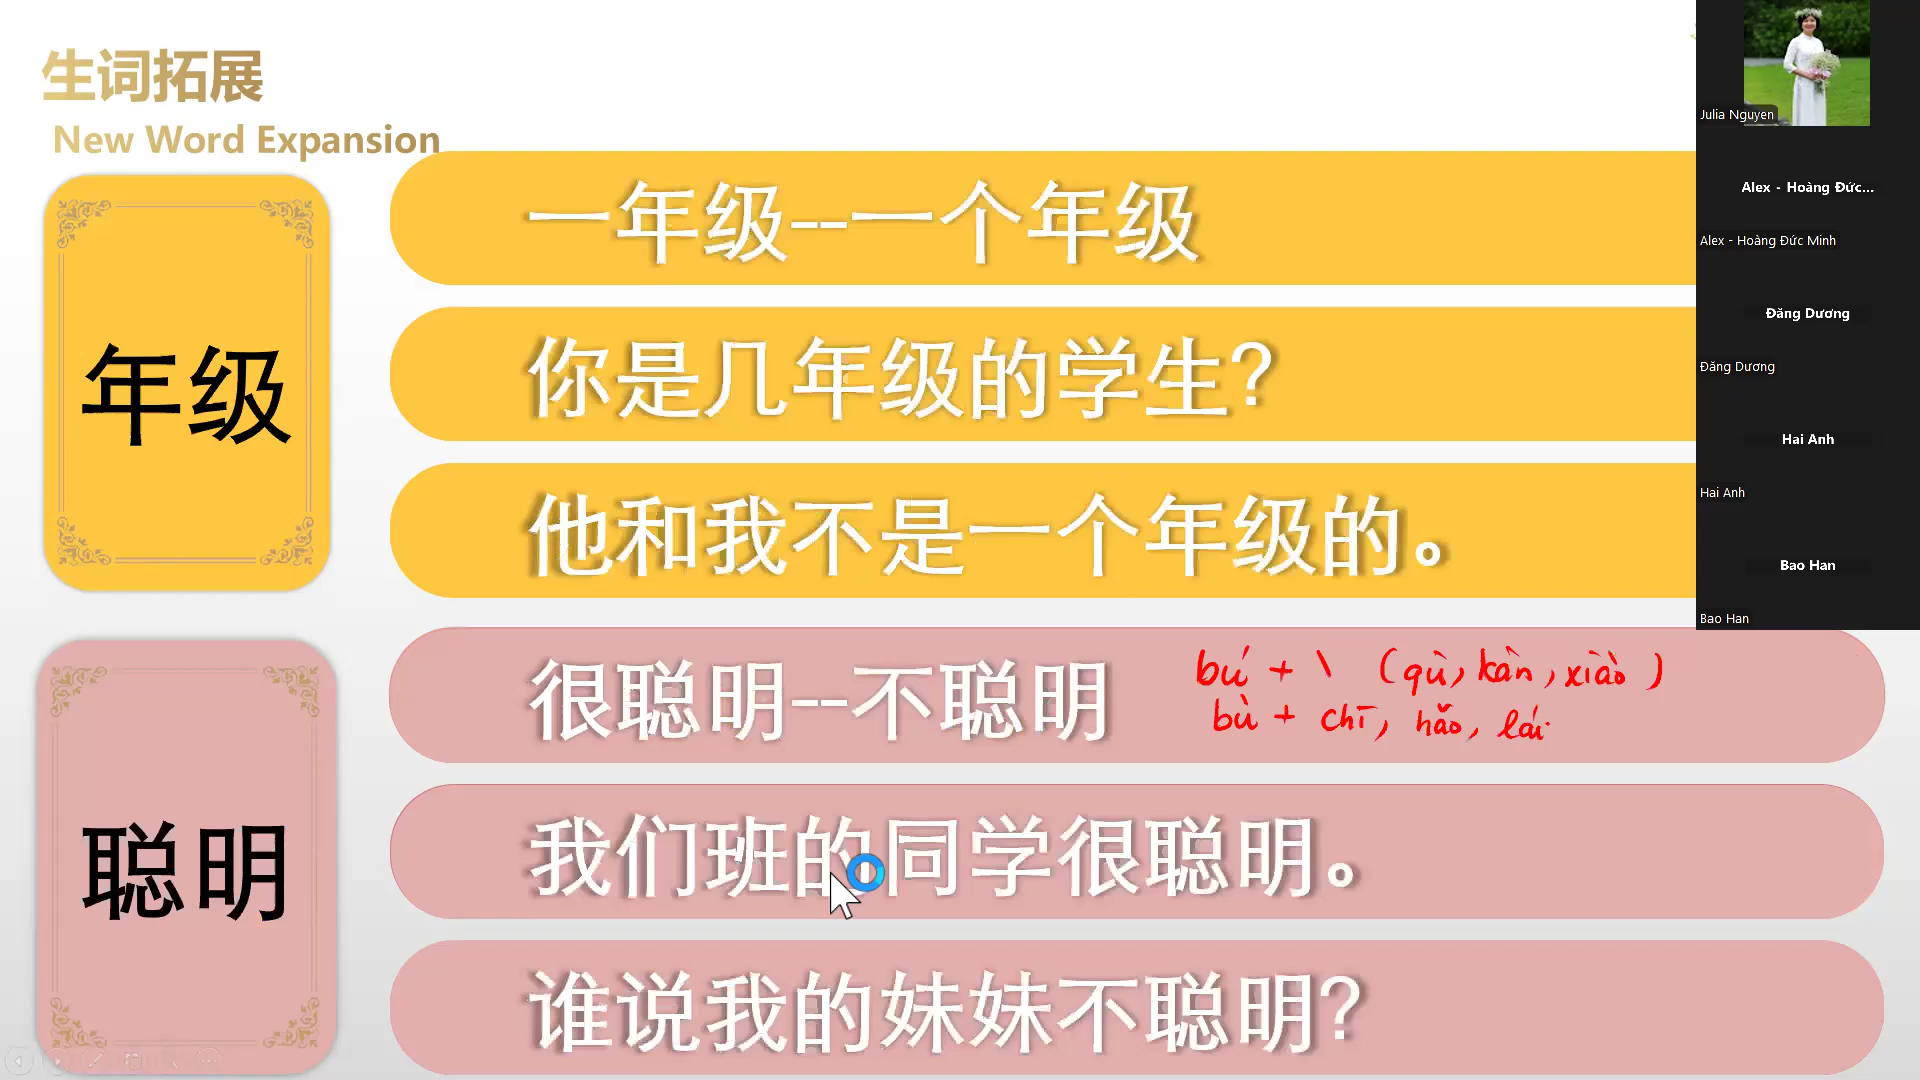 生词拓展
New Word Expansion
年级
一年级--一个年级
你是几年级的学生?
他和我不是一个年级的。
聪明
很聪明--不聪明
bú + \ (qù, kàn, xiào)
bù + chī, hǎo, lái
我们班的同学很聪明。
谁说我的妹妹不聪明?
Julia Nguyen
Alex - Hoàng Đức...
Alex - Hoàng Đức Minh
Đăng Dương
Đăng Dương
Hai Anh
Hai Anh
Bao Han
Bao Han